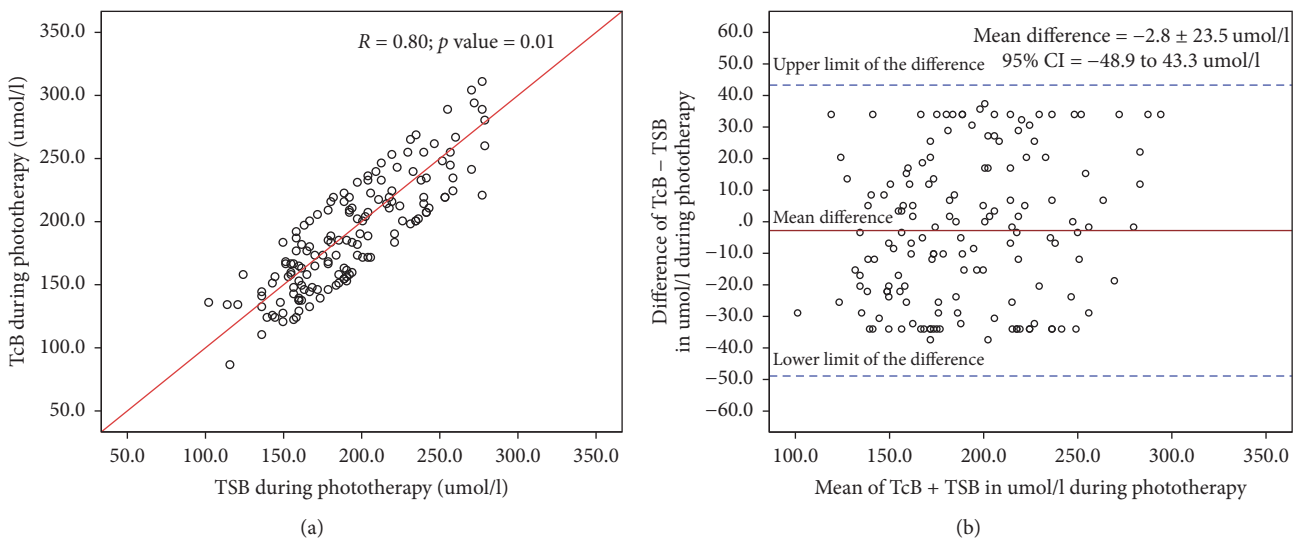 350.0
300.0
250.0
200.0
150.0
100.0
50.0
TcB during phototherapy (umol/l)
R = 0.80; p value = 0.01
50.0 100.0 150.0 200.0 250.0 300.0 350.0
TSB during phototherapy (umol/l)
(a)
60.0
50.0
40.0
30.0
20.0
10.0
.0
−10.0
−20.0
−30.0
−40.0
−50.0
−60.0
Difference of TcB − TSB
in umol/l during phototherapy
Mean difference = −2.8 ± 23.5 umol/l
95% CI = −48.9 to 43.3 umol/l
Upper limit of the difference
Mean difference
Lower limit of the difference
100.0 150.0 200.0 250.0 300.0 350.0
Mean of TcB + TSB in umol/l during phototherapy
(b)